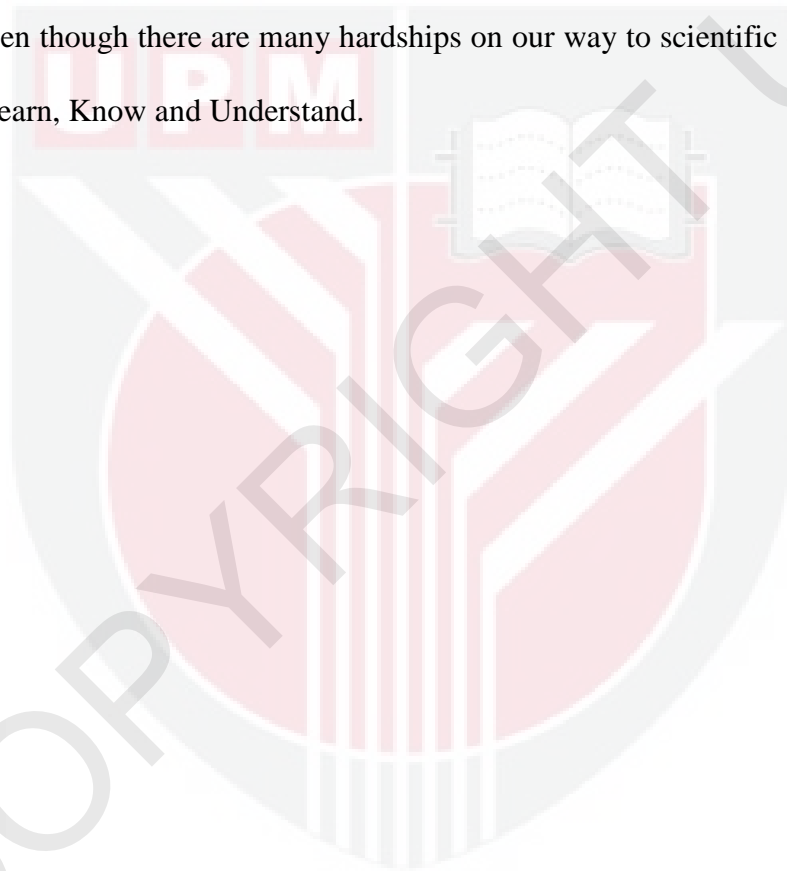 en though there are many hardships on our way to scientific
earn, Know and Understand.
UPM
COPYRIGHT U